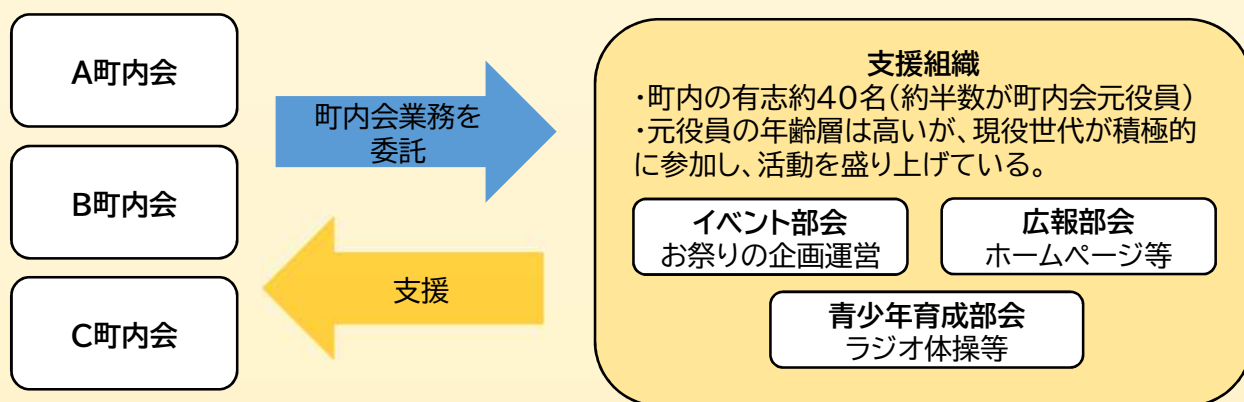 A町内会
B町内会
C町内会
町内会業務を
委託
支援
支援組織
・町内の有志約40名(約半数が町内会元役員)
・元役員の年齢層は高いが、現役世代が積極的
に参加し、活動を盛り上げている。
イベント部会
お祭りの企画運営
広報部会
ホームページ等
青少年育成部会
ラジオ体操等